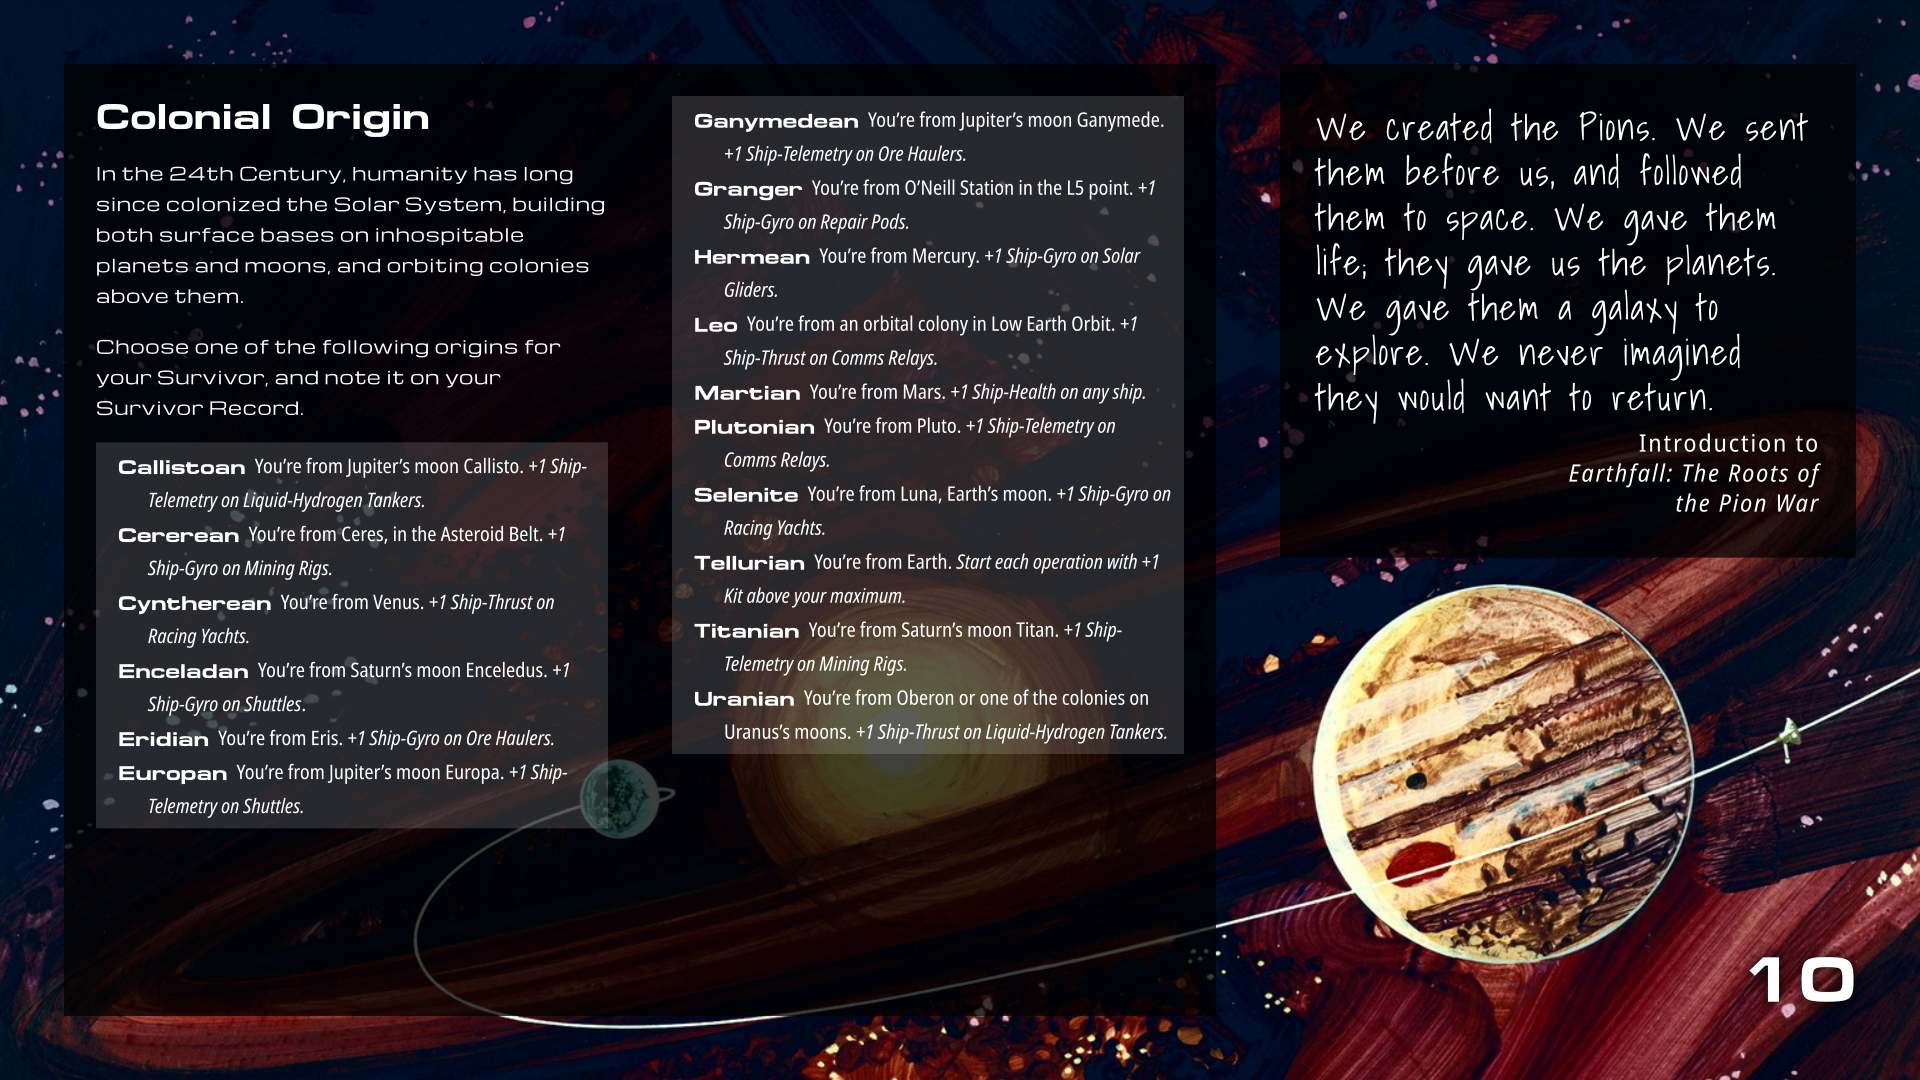 Colonial Origin
In the 24th Century, humanity has long
since colonized the Solar System, building
both surface bases on inhospitable
planets and moons, and orbiting colonies
above them.
Choose one of the following origins for
your Survivor, and note it on your
Survivor Record.
Callistoan You're from Jupiter's moon Callisto. +1 Ship-
Telemetry on Liquid-Hydrogen Tankers.
Cererean You're from Ceres, in the Asteroid Belt. +1
Ship-Gyro on Mining Rigs.
Cyntherean You're from Venus. +1 Ship-Thrust on
Racing Yachts.
Enceladan You're from Saturn's moon Enceledus. +1
Ship-Gyro on Shuttles.
Eridian You're from Eris. +1 Ship-Gyro on Ore Haulers.
Europan You're from Jupiter's moon Europa. +1 Ship-
Telemetry on Shuttles.
Ganymedean You're from Jupiter's moon Ganymede.
+1 Ship-Telemetry on Ore Haulers.
Granger You're from O'Neill Station in the L5 point. +1
Ship-Gyro on Repair Pods.
Hermean You're from Mercury. +1 Ship-Gyro on Solar
Gliders.
Leo You're from an orbital colony in Low Earth Orbit. +1
Ship-Thrust on Comms Relays.
Martian You're from Mars. +1 Ship-Health on any ship.
Plutonian You're from Pluto. +1 Ship-Telemetry on
Comms Relays.
Selenite You're from Luna, Earth's moon. +1 Ship-Gyro on
Racing Yachts.
Tellurian You're from Earth. Start each operation with +1
Kit above your maximum.
Titanian You're from Saturn's moon Titan. +1 Ship-
Telemetry on Mining Rigs.
Uranian You're from Oberon or one of the colonies on
Uranus's moons. +1 Ship-Thrust on Liquid-Hydrogen Tankers.
We created the Pions. We sent
them before us, and followed
them to space. We gave them
life; they gave us the planets.
We gave them a galaxy to
explore. We never imagined
they would want to return.
Introduction to
Earthfall: The Roots of
the Pion War
10